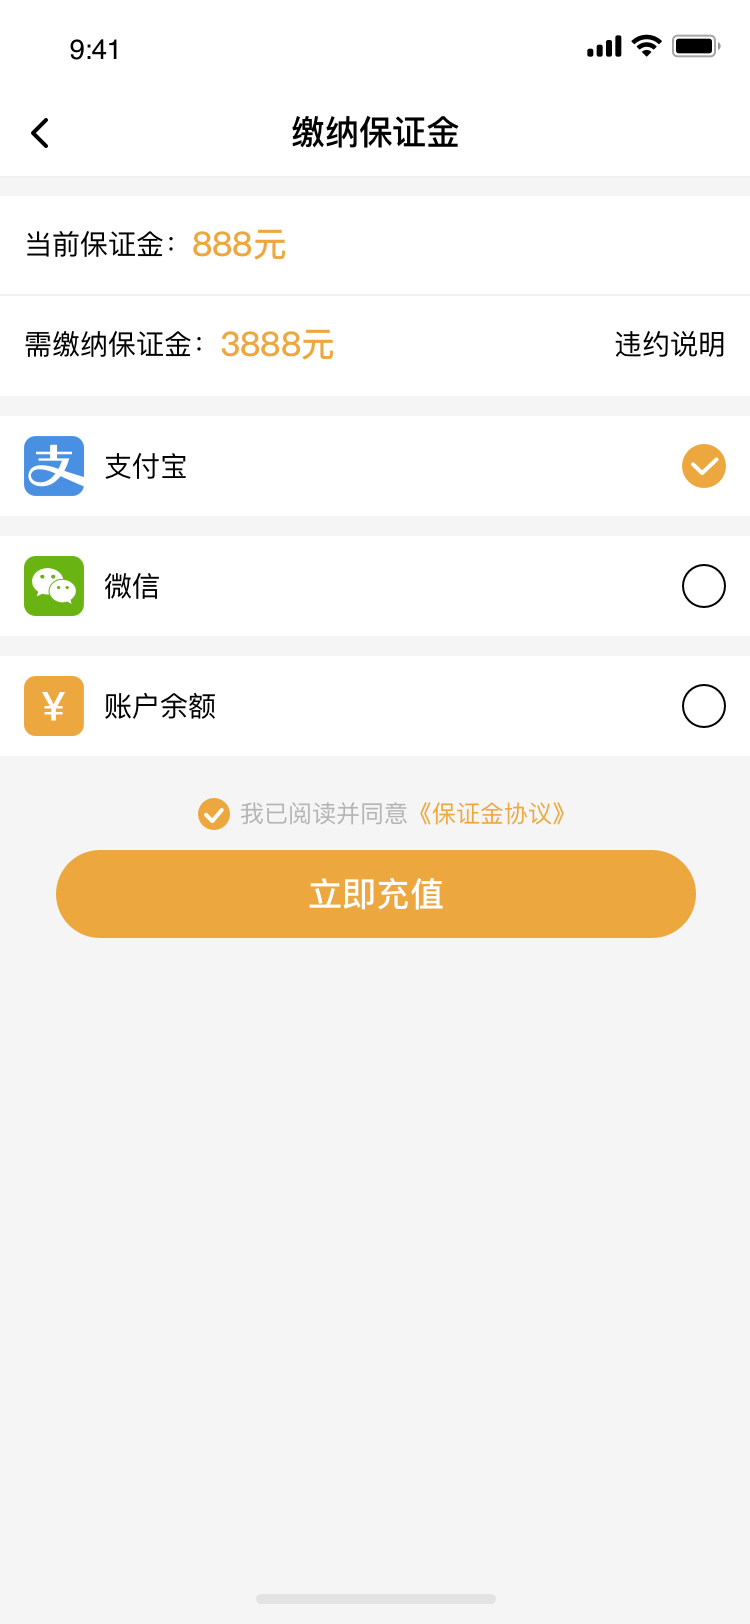 9:41
缴纳保证金
当前保证金：888元
需缴纳保证金：3888元 违约说明
支 支付宝
微信
¥ 账户余额
我已阅读并同意《保证金协议》
立即充值